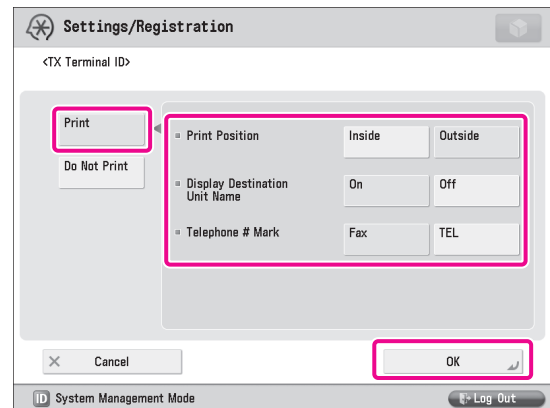 Settings/Registration
<TX Terminal ID>
Print
Do Not Print
Print Position
Inside
Outside
Display Destination
Unit Name
On
Off
Telephone # Mark
Fax
TEL
Cancel
OK
ID System Management Mode
Log Out